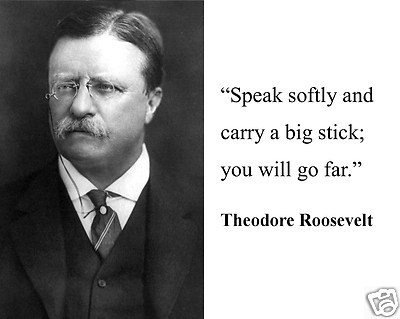 “Speak softly and
carry a big stick;
you will go far.”
Theodore Roosevelt